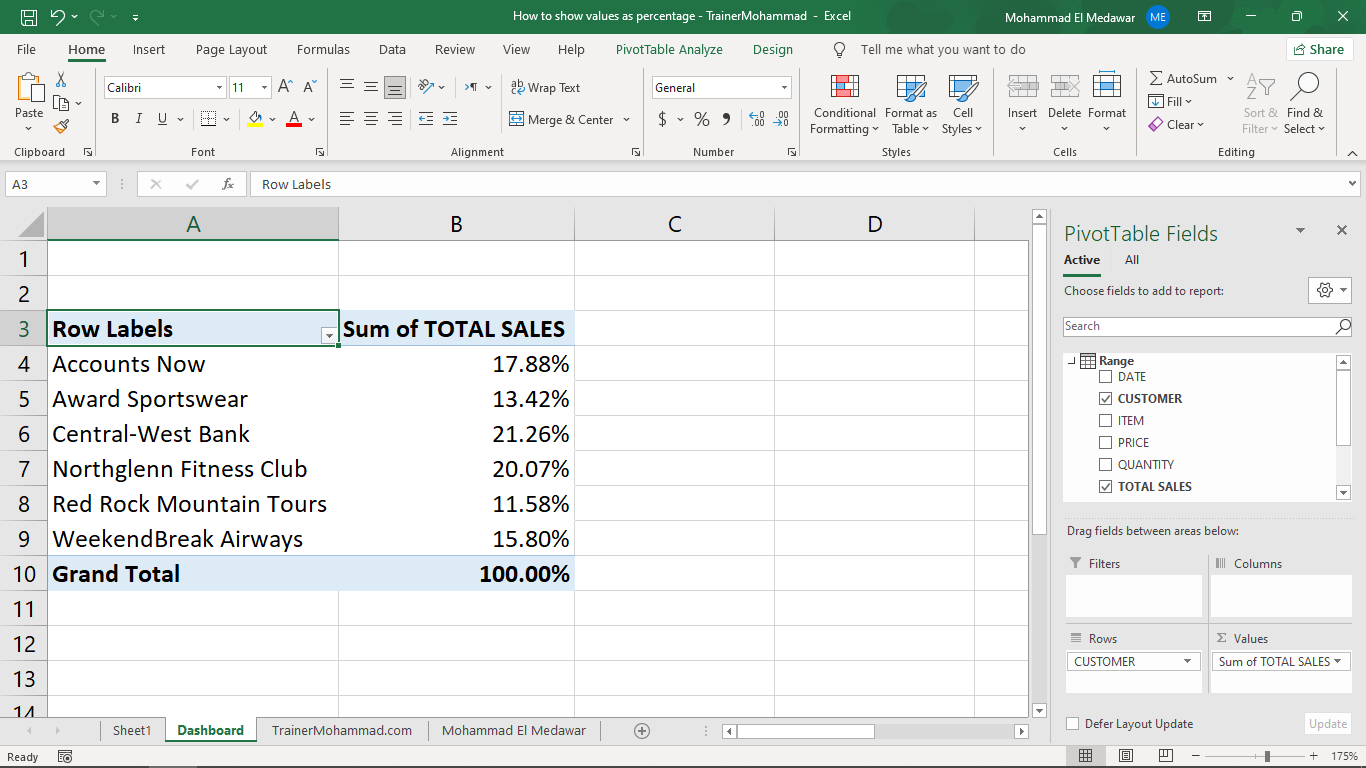 How to show values as percentage - TrainerMohammad - Excel
Mohammad El Medawar ME
File Home Insert Page Layout Formulas Data Review View Help PivotTable Analyze Design Tell me what you want to do Share
Paste
Clipboard
Calibri 11
B I U A
Font
ab Wrap Text
Merge & Center
Alignment
General
$ % 9
Number
Conditional Formatting
Format as Table
Cell Styles
Styles
Insert Delete Format
Cells
AutoSum
Fill
Clear
Sort & Filter
Find & Select
Editing
A3 fx Row Labels
A B C D
1
2
3 Row Labels Sum of TOTAL SALES
4 Accounts Now 17.88%
5 Award Sportswear 13.42%
6 Central-West Bank 21.26%
7 Northglenn Fitness Club 20.07%
8 Red Rock Mountain Tours 11.58%
9 WeekendBreak Airways 15.80%
10 Grand Total 100.00%
11
12
13
14
PivotTable Fields
Active All
Choose fields to add to report:
Search
Range
DATE
CUSTOMER
ITEM
PRICE
QUANTITY
TOTAL SALES
Drag fields between areas below:
Filters Columns
Rows Σ Values
CUSTOMER Sum of TOTAL SALES
Defer Layout Update Update
Sheet1 Dashboard TrainerMohammad.com Mohammad El Medawar
Ready 175%